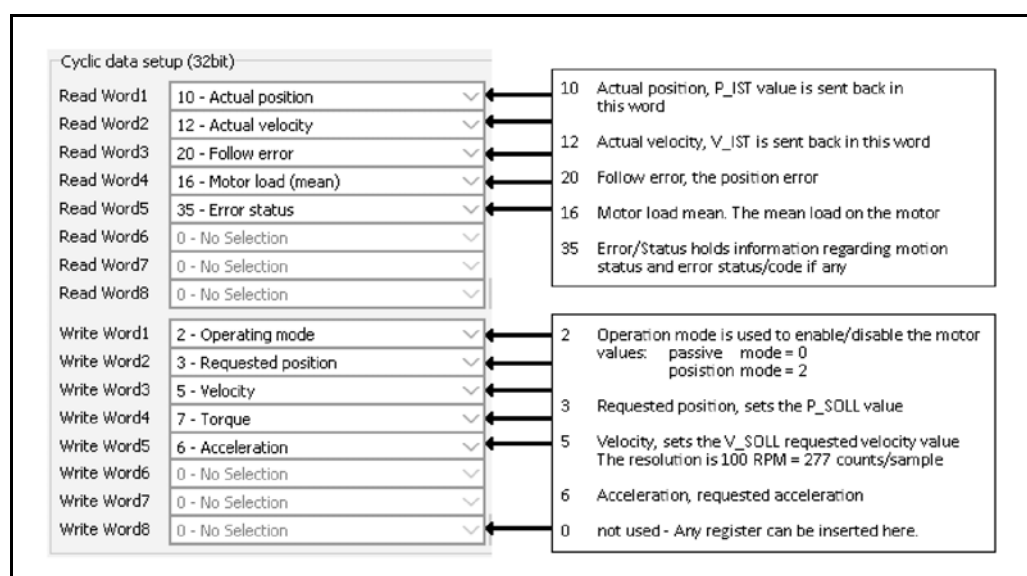 Cyclic data setup (32bit)
Read Word1 10 - Actual position
Read Word2 12 - Actual velocity
Read Word3 20 - Follow error
Read Word4 16 - Motor load (mean)
Read Word5 35 - Error status
Read Word6 0 - No Selection
Read Word7 0 - No Selection
Read Word8 0 - No Selection
Write Word1 2 - Operating mode
Write Word2 3 - Requested position
Write Word3 5 - Velocity
Write Word4 7 - Torque
Write Word5 6 - Acceleration
Write Word6 0 - No Selection
Write Word7 0 - No Selection
Write Word8 0 - No Selection
10 Actual position, P_IST value is sent back in
this word
12 Actual velocity, V_IST is sent back in this word
20 Follow error, the position error
16 Motor load mean. The mean load on the motor
35 Error/Status holds information regarding motion
status and error status/code if any
2 Operation mode is used to enable/disable the motor
values: passive mode = 0
posistion mode = 2
3 Requested position, sets the P_SOLL value
5 Velocity, sets the V_SOLL requested velocity value
The resolution is 100 RPM = 277 counts/sample
6 Acceleration, requested acceleration
0 not used - Any register can be inserted here.